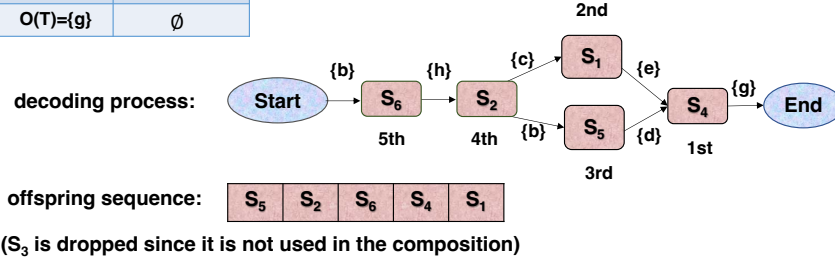 O(T)={g} ∅
2nd
decoding process: Start {b} S₆ {h} S₂ {c} S₁ {e} S₄ {g} End
{b} S₅ {d}
5th 4th 3rd 1st
offspring sequence: S₅ S₂ S₆ S₄ S₁
(S₃ is dropped since it is not used in the composition)